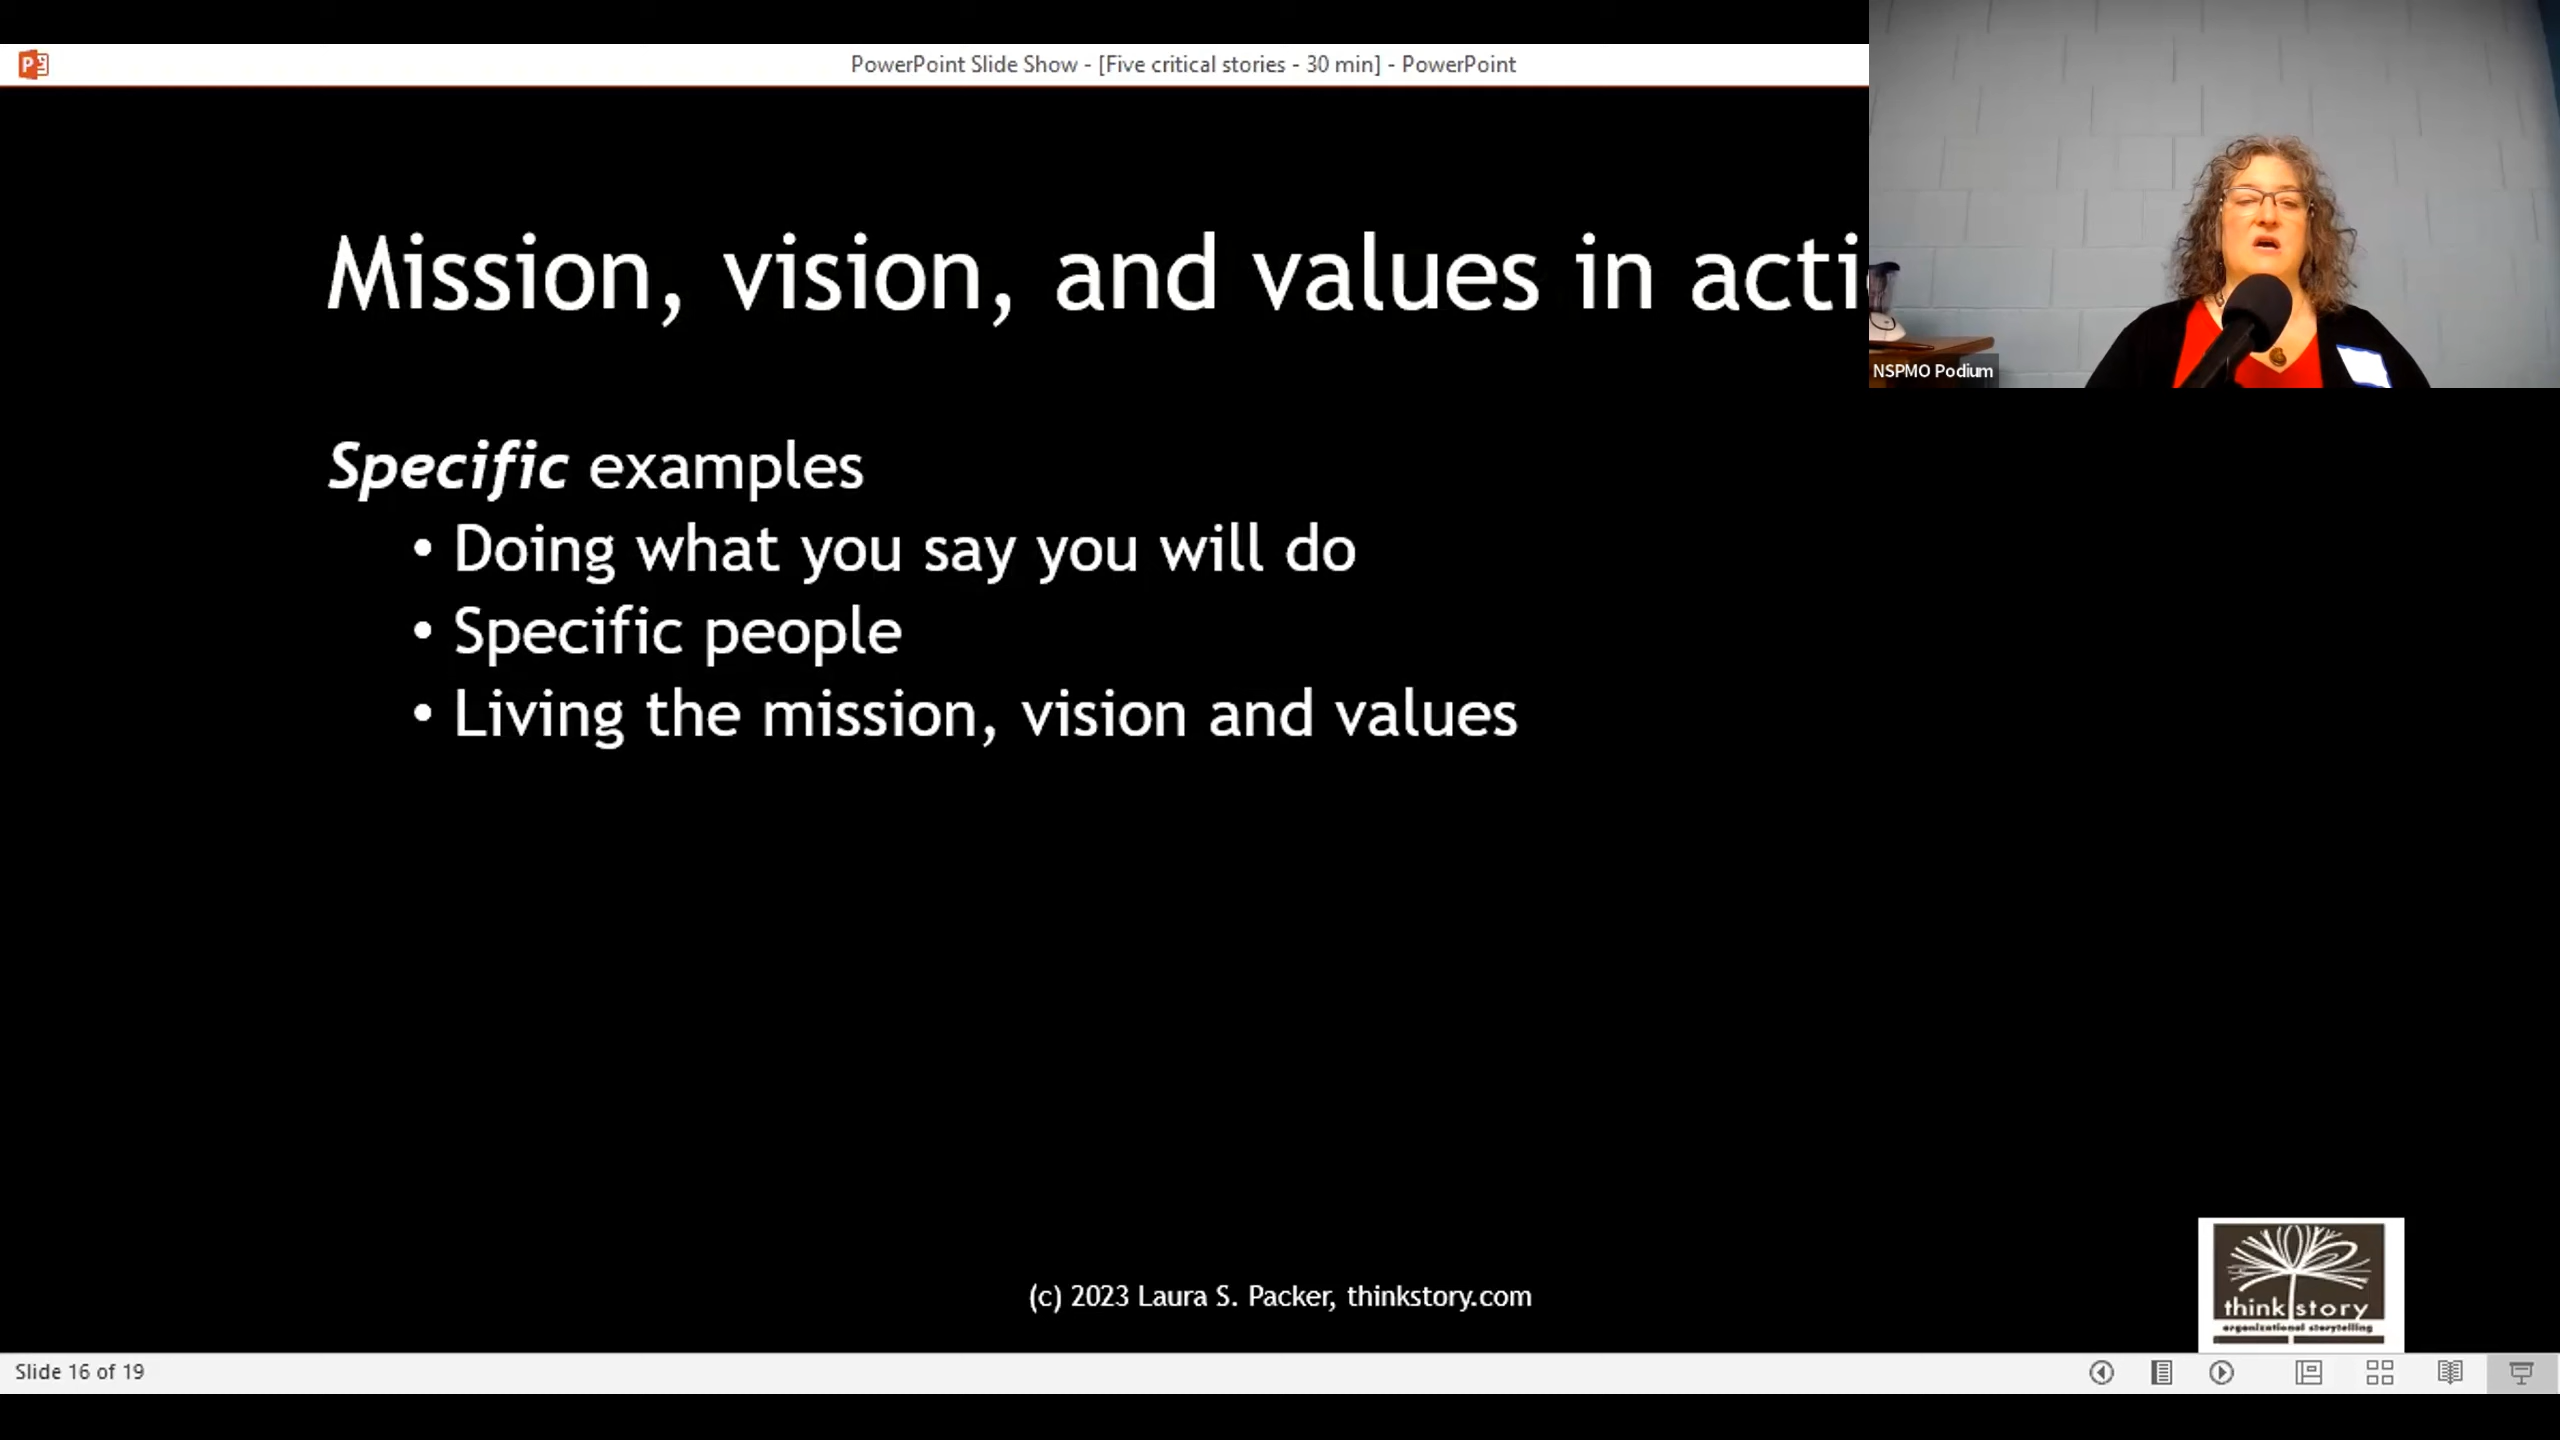 PowerPoint Slide Show - [Five critical stories - 30 min] - PowerPoint
Mission, vision, and values in acti
NSPMO Podium
Specific examples
• Doing what you say you will do
• Specific people
• Living the mission, vision and values
(c) 2023 Laura S. Packer, thinkstory.com
think story
organizational storytelling
Slide 16 of 19